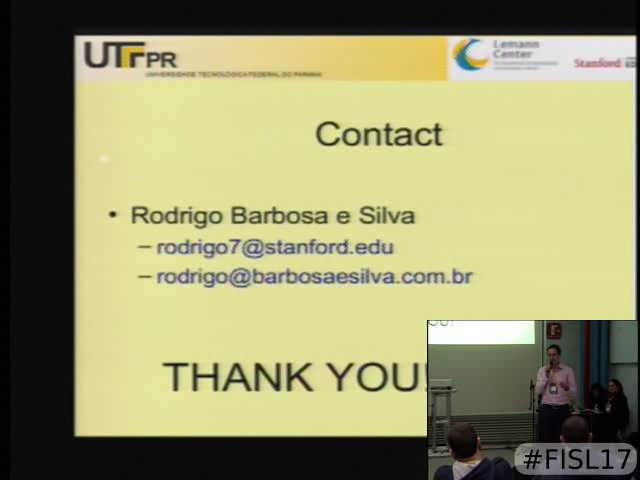 UTFPR
UNIVERSIDADE TECNOLÓGICA FEDERAL DO PARANÁ
Lemann
Center
Stanford
Contact
• Rodrigo Barbosa e Silva
– rodrigo7@stanford.edu
– rodrigo@barbosaesilva.com.br
THANK YOU!
OU!
#FISL17